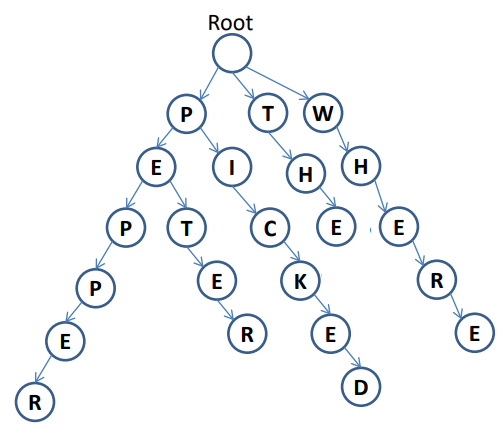 Root
P T W
E I H H
P T C E E
P E K R
E R E E
R D